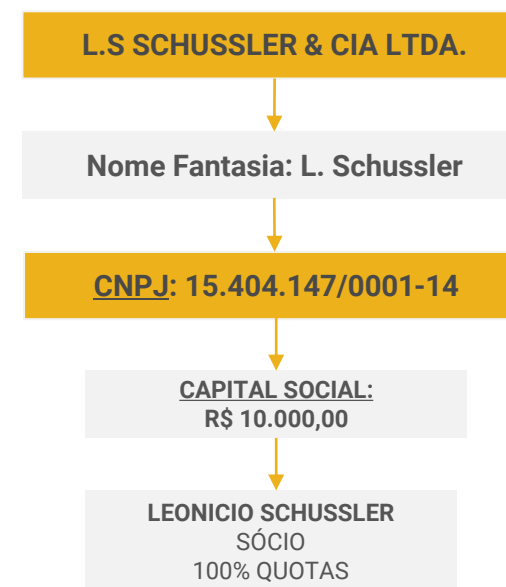 L.S SCHUSSLER & CIA LTDA.
Nome Fantasia: L. Schussler
CNPJ: 15.404.147/0001-14
CAPITAL SOCIAL:
R$ 10.000,00
LEONICIO SCHUSSLER
SÓCIO
100% QUOTAS